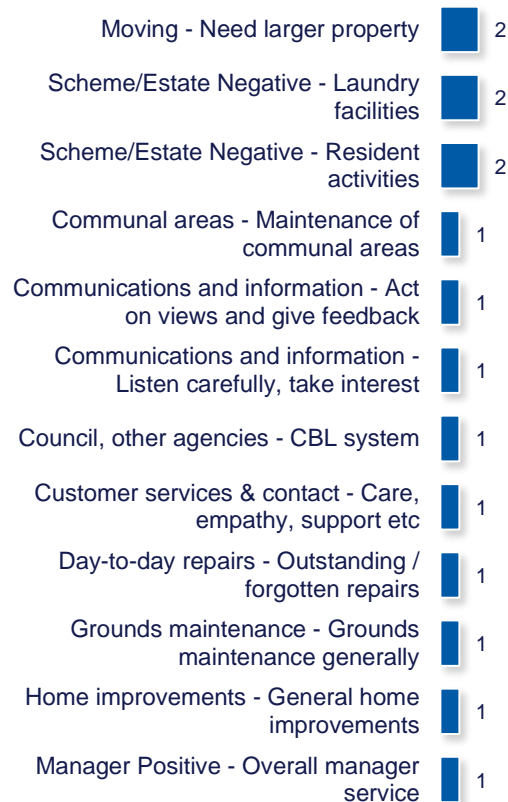 Moving - Need larger property 2
Scheme/Estate Negative - Laundry
facilities 2
Scheme/Estate Negative - Resident
activities 2
Communal areas - Maintenance of
communal areas 1
Communications and information - Act
on views and give feedback 1
Communications and information -
Listen carefully, take interest 1
Council, other agencies - CBL system 1
Customer services & contact - Care,
empathy, support etc 1
Day-to-day repairs - Outstanding /
forgotten repairs 1
Grounds maintenance - Grounds
maintenance generally 1
Home improvements - General home
improvements 1
Manager Positive - Overall manager
service 1